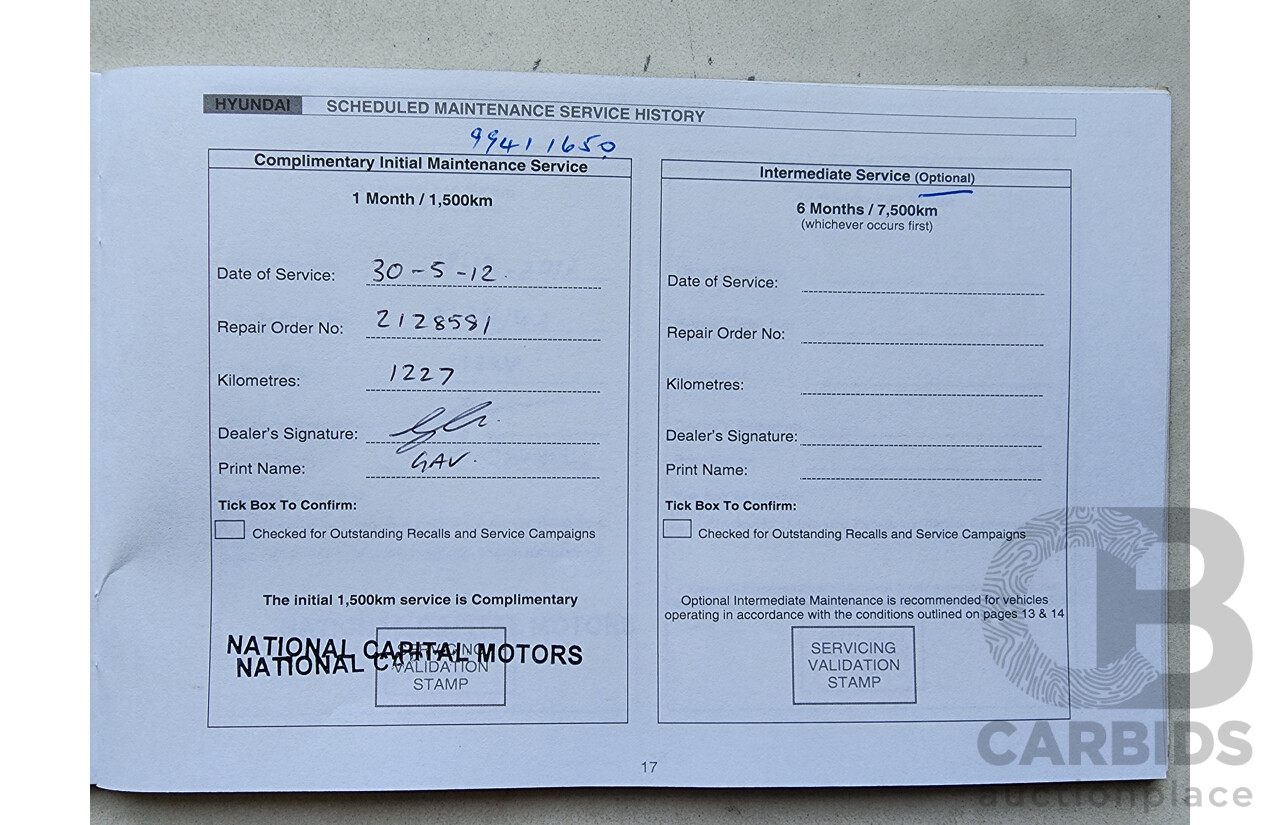 HYUNDAI SCHEDULED MAINTENANCE SERVICE HISTORY
99411650
Complimentary Initial Maintenance Service
1 Month / 1,500km
Date of Service: 30-5-12.
Repair Order No: 2128581
Kilometres: 1227
Dealer's Signature:
Print Name: GAV.
Tick Box To Confirm:
Checked for Outstanding Recalls and Service Campaigns
The initial 1,500km service is Complimentary
NATIONAL CAPITAL MOTORS
NATIONAL
SERVICING
VALIDATION
STAMP
Intermediate Service (Optional)
6 Months / 7,500km
(whichever occurs first)
Date of Service:
Repair Order No:
Kilometres:
Dealer's Signature:
Print Name:
Tick Box To Confirm:
Checked for Outstanding Recalls and Service Campaigns
Optional Intermediate Maintenance is recommended for vehicles
operating in accordance with the conditions outlined on pages 13 & 14
SERVICING
VALIDATION
STAMP
17
CB
CARBIDS
auctionplace